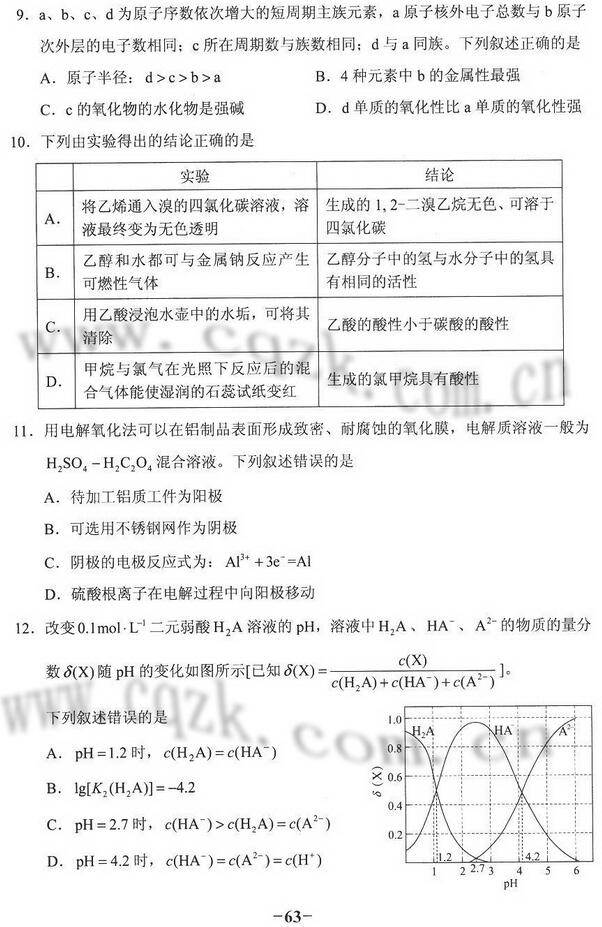 9. a、b、c、d为原子序数依次增大的短周期主族元素，a原子核外电子总数与b原子
次外层的电子数相同；c所在周期数与族数相同；d与a同族。下列叙述正确的是
A. 原子半径：d>c>b>a    B. 4种元素中b的金属性最强
C. c的氧化物的水化物是强碱    D. d单质的氧化性比a单质的氧化性强
10. 下列由实验得出的结论正确的是
实验    结论
A. 将乙烯通入溴的四氯化碳溶液，溶    生成的1, 2-二溴乙烷无色、可溶于
液最终变为无色透明    四氯化碳
B. 乙醇和水都可与金属钠反应产生    乙醇分子中的氢与水分子中的氢具
可燃性气体    有相同的活性
C. 用乙酸浸泡水壶中的水垢，可将其    乙酸的酸性小于碳酸的酸性
清除
D. 甲烷与氯气在光照下反应后的混    生成的氯甲烷具有酸性
合气体能使湿润的石蕊试纸变红
www.cqzk.com.cn
11. 用电解氧化法可以在铝制品表面形成致密、耐腐蚀的氧化膜，电解质溶液一般为
H₂SO₄－H₂C₂O₄混合溶液。下列叙述错误的是
A. 待加工铝质工件为阳极
B. 可选用不锈钢网作为阴极
C. 阴极的电极反应式为：Al³⁺+3e⁻=Al
D. 硫酸根离子在电解过程中向阳极移动
12. 改变0.1mol·L⁻¹二元弱酸H₂A溶液的pH，溶液中H₂A、HA⁻、A²⁻的物质的量分
数δ(X)随pH的变化如图所示[已知δ(X)=c(X)/(c(H₂A)+c(HA⁻)+c(A²⁻))]。
www.cqzk.com.cn
下列叙述错误的是
A. pH=1.2时，c(H₂A)=c(HA⁻)
B. lg[K₂(H₂A)]=-4.2
C. pH=2.7时，c(HA⁻)>c(H₂A)=c(A²⁻)
D. pH=4.2时，c(HA⁻)=c(A²⁻)=c(H⁺)
H₂A    HA⁻    A²⁻
1.0
0.8
0.6
0.4
0.2
δ(X)
1.2    4.2
1 2 2.7 3 4 5 6
pH
-63-